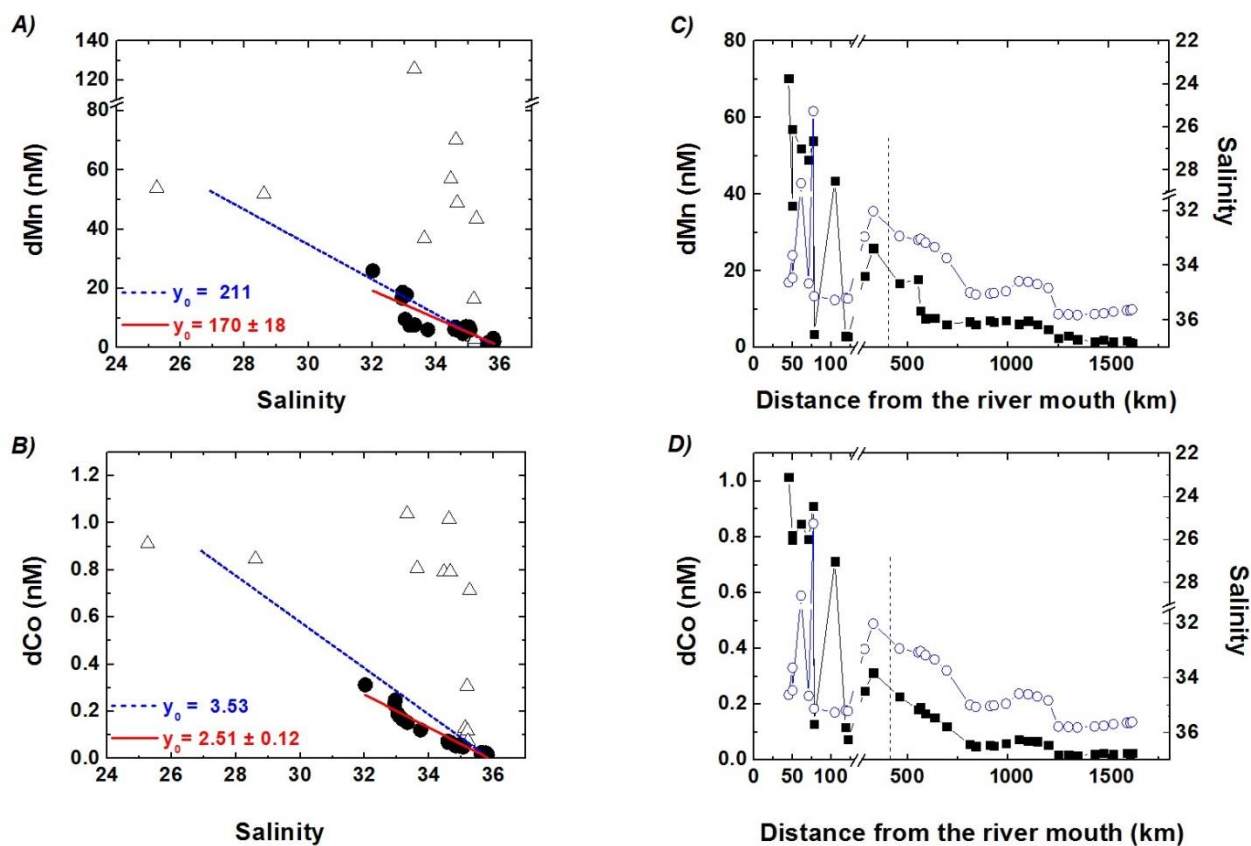 A)
140
130
120
80
60
40
20
0
dMn (nM)
y0 = 211
y0 = 170 ± 18
24 26 28 30 32 34 36
Salinity
B)
1.2
1.0
0.8
0.6
0.4
0.2
0.0
dCo (nM)
y0 = 3.53
y0 = 2.51 ± 0.12
24 26 28 30 32 34 36
Salinity
C)
80
60
40
20
0
dMn (nM)
22
24
26
28
32
34
36
Salinity
0 50 100 500 1000 1500
Distance from the river mouth (km)
D)
1.0
0.8
0.6
0.4
0.2
0.0
dCo (nM)
22
24
26
28
32
34
36
Salinity
0 50 100 500 1000 1500
Distance from the river mouth (km)